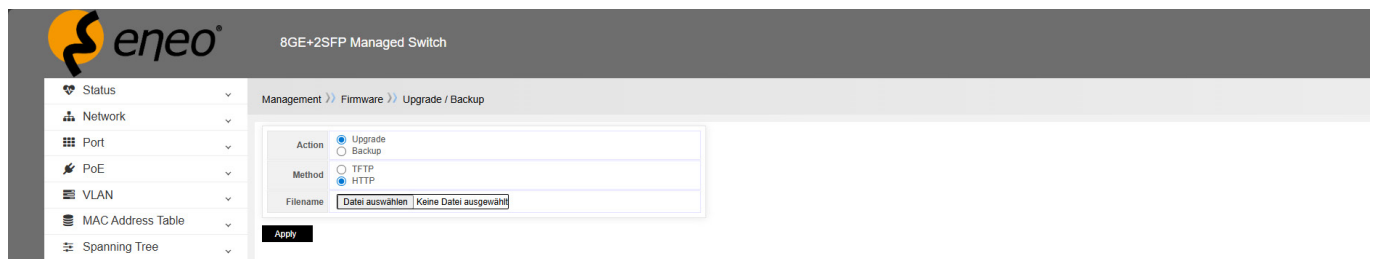 eneo®
8GE+2SFP Managed Switch
Status
Network
Port
PoE
VLAN
MAC Address Table
Spanning Tree
Management 》 Firmware 》 Upgrade / Backup
Action
Upgrade
Backup
Method
TFTP
HTTP
Filename
Datei auswählen Keine Datei ausgewählt
Apply